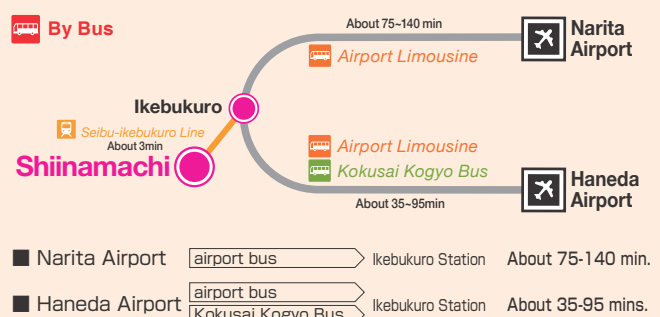 By Bus
About 75~140 min
Narita
Airport
Airport Limousine
Ikebukuro
Seibu-ikebukuro Line
About 3min
Shiinamachi
Airport Limousine
Kokusai Kogyo Bus
About 35~95min
Haneda
Airport
■ Narita Airport airport bus Ikebukuro Station About 75-140 min.
■ Haneda Airport airport bus Ikebukuro Station About 35-95 mins.
Kokusai Kogyo Bus